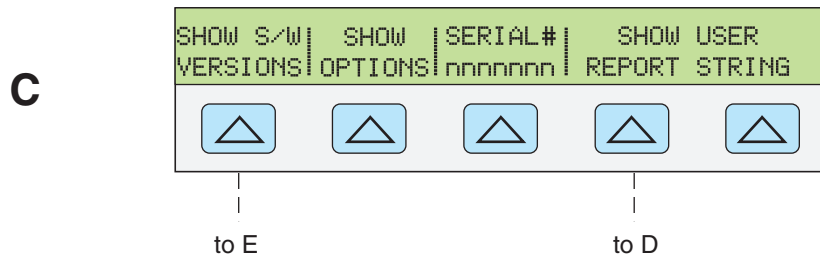 C
SHOW S/W SHOW SERIAL# SHOW USER
VERSIONS OPTIONS nnnnnnn REPORT STRING
to E to D